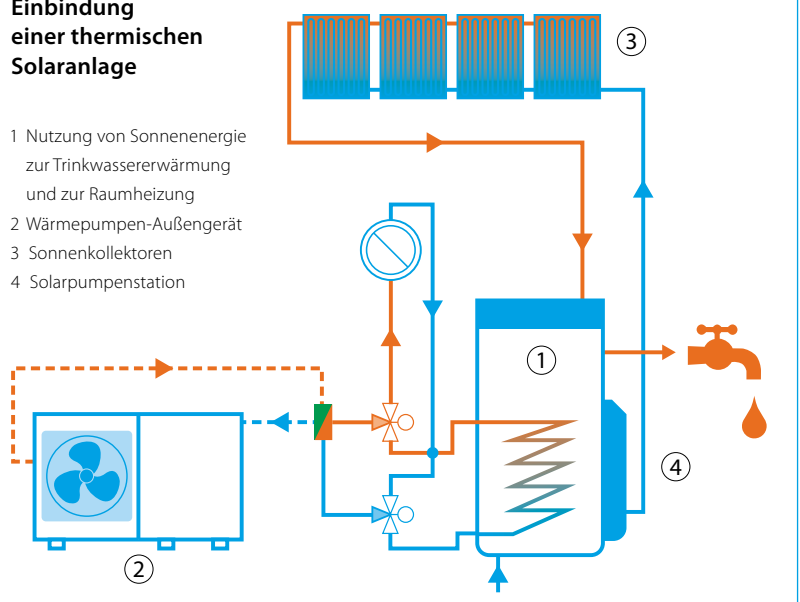 Einbindung
einer thermischen
Solaranlage
1 Nutzung von Sonnenenergie
zur Trinkwassererwärmung
und zur Raumheizung
2 Wärmepumpen-Außengerät
3 Sonnenkollektoren
4 Solarpumpenstation
3
1
4
2